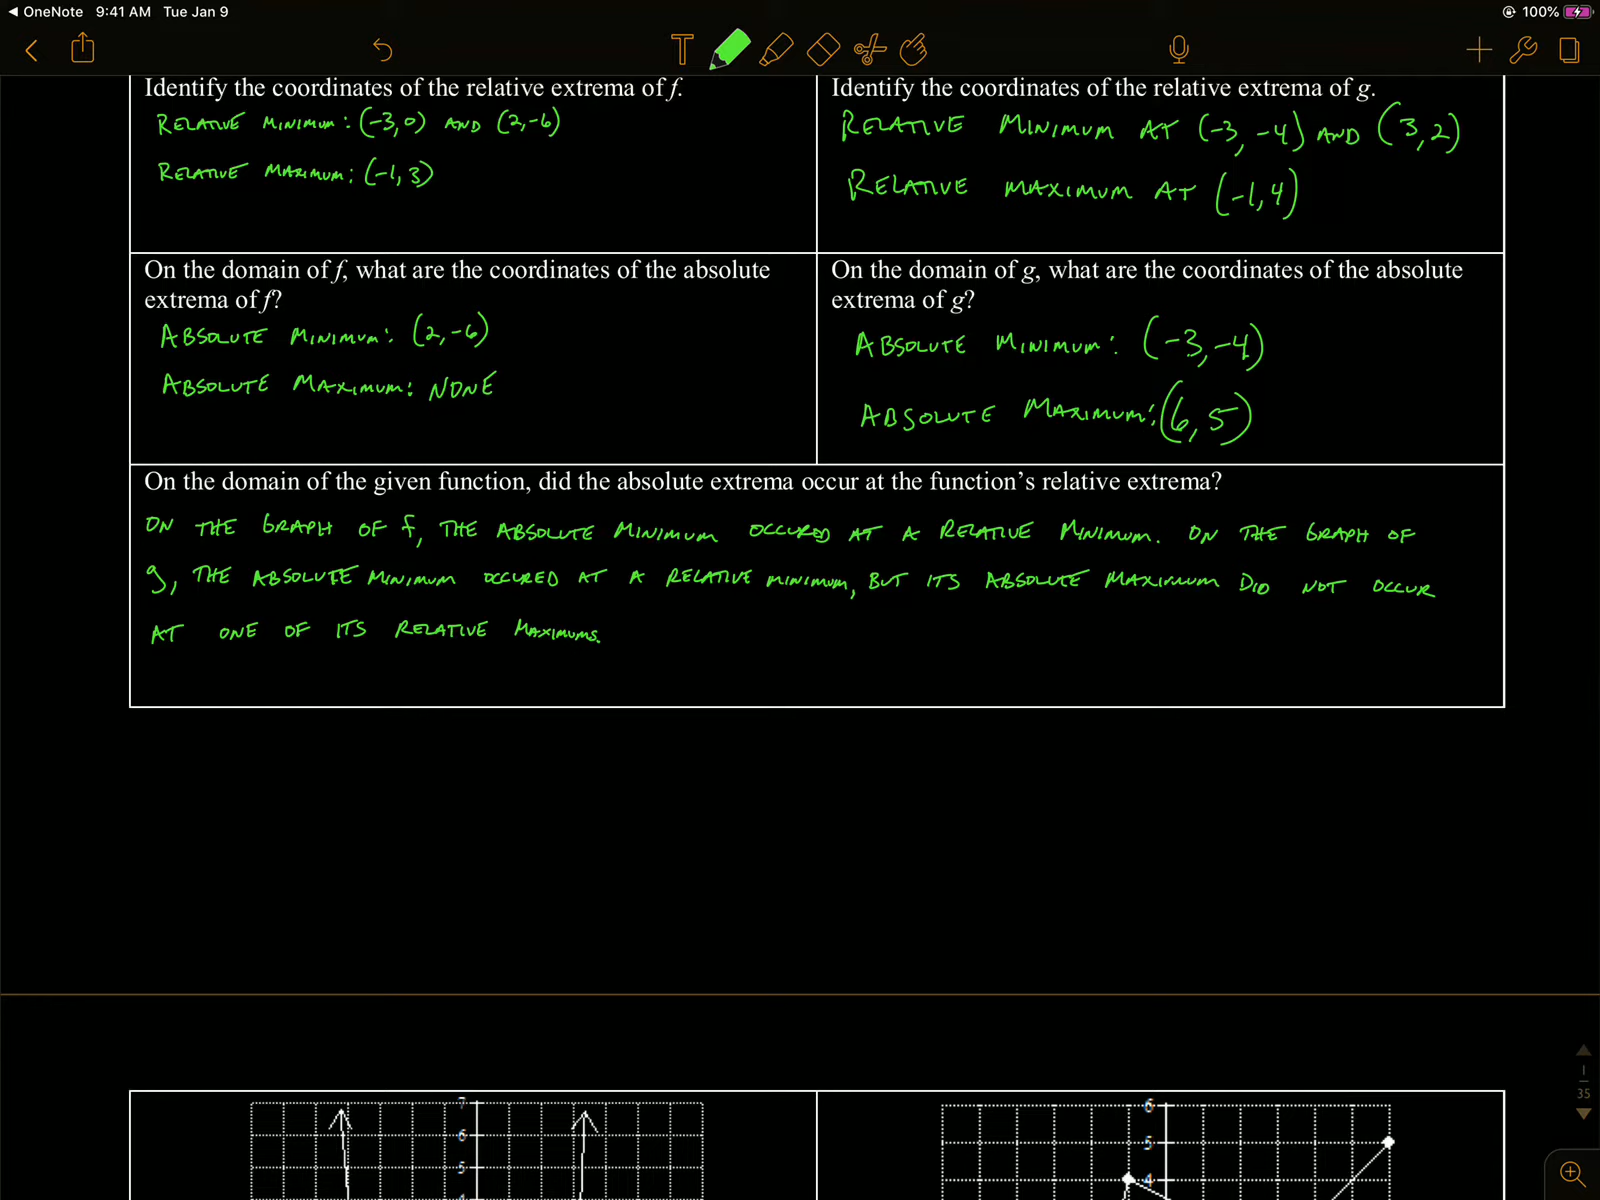 OneNote 9:41 AM Tue Jan 9 100%
T
Identify the coordinates of the relative extrema of f.
RELATIVE MINIMUM: (-3,0) AND (2,-6)
RELATIVE MAXIMUM: (-1,3)
Identify the coordinates of the relative extrema of g.
RELATIVE MINIMUM AT (-3,-4) AND (3,2)
RELATIVE MAXIMUM AT (-1,4)
On the domain of f, what are the coordinates of the absolute
extrema of f?
ABSOLUTE MINIMUM: (2,-6)
ABSOLUTE MAXIMUM: NONE
On the domain of g, what are the coordinates of the absolute
extrema of g?
ABSOLUTE MINIMUM: (-3,-4)
ABSOLUTE MAXIMUM: (6,5)
On the domain of the given function, did the absolute extrema occur at the function's relative extrema?
ON THE GRAPH OF f, THE ABSOLUTE MINIMUM OCCURED AT A RELATIVE MINIMUM. ON THE GRAPH OF
g, THE ABSOLUTE MINIMUM OCCURED AT A RELATIVE MINIMUM, BUT ITS ABSOLUTE MAXIMUM DID NOT OCCUR
AT ONE OF ITS RELATIVE MAXIMUMS.
1
35
7
6
5
6
5
4